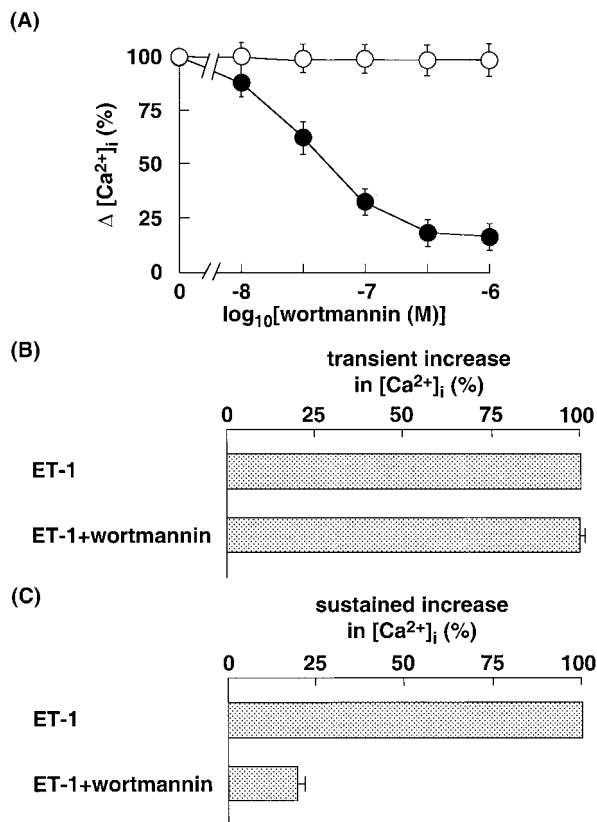 (A)
Δ [Ca2+]i (%)
100
75
50
25
0
0 -8 -7 -6
log10[wortmannin (M)]
(B)
transient increase
in [Ca2+]i (%)
0 25 50 75 100
ET-1
ET-1+wortmannin
(C)
sustained increase
in [Ca2+]i (%)
0 25 50 75 100
ET-1
ET-1+wortmannin